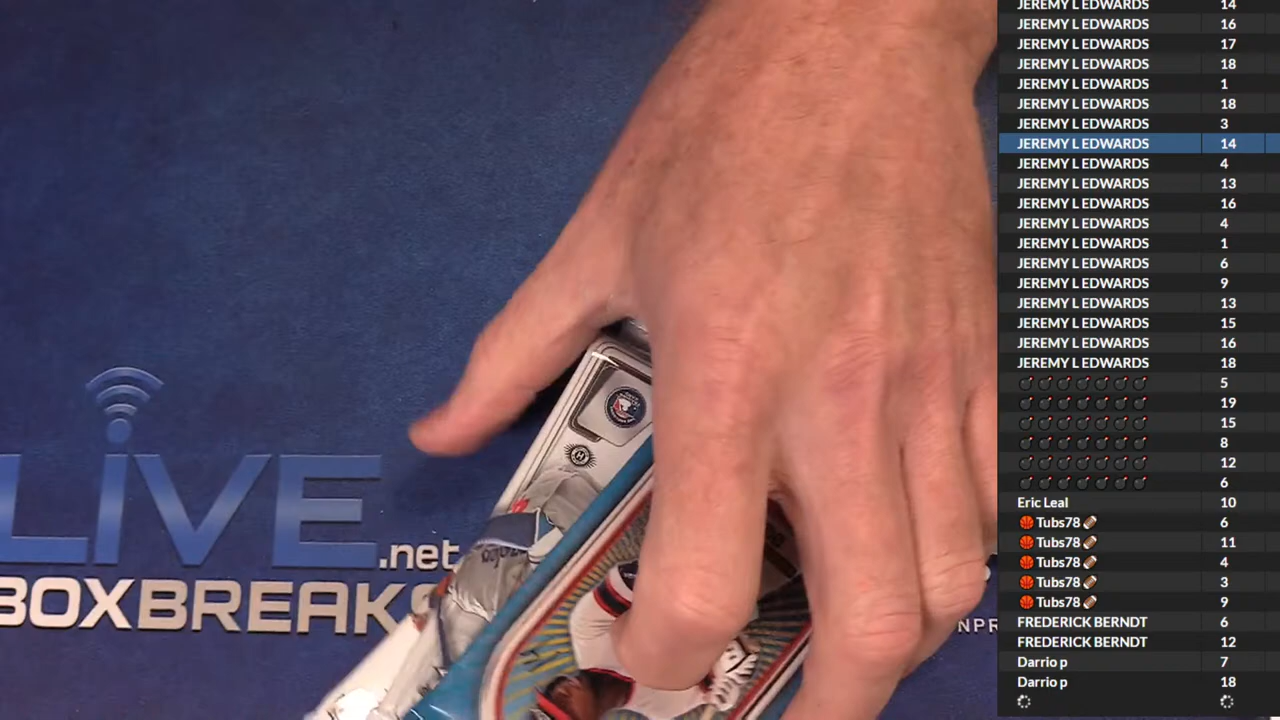 JEREMY L EDWARDS 14
JEREMY L EDWARDS 16
JEREMY L EDWARDS 17
JEREMY L EDWARDS 18
JEREMY L EDWARDS 1
JEREMY L EDWARDS 18
JEREMY L EDWARDS 3
JEREMY L EDWARDS 14
JEREMY L EDWARDS 4
JEREMY L EDWARDS 13
JEREMY L EDWARDS 16
JEREMY L EDWARDS 4
JEREMY L EDWARDS 1
JEREMY L EDWARDS 6
JEREMY L EDWARDS 9
JEREMY L EDWARDS 13
JEREMY L EDWARDS 15
JEREMY L EDWARDS 16
JEREMY L EDWARDS 18
💣💣💣💣💣💣💣 5
💣💣💣💣💣💣💣 19
💣💣💣💣💣💣💣 15
💣💣💣💣💣💣💣 8
💣💣💣💣💣💣💣 12
💣💣💣💣💣💣💣 6
Eric Leal 10
🏀 Tubs78 🏈 6
🏀 Tubs78 🏈 11
🏀 Tubs78 🏈 4
🏀 Tubs78 🏈 3
🏀 Tubs78 🏈 9
FREDERICK BERNDT 6
FREDERICK BERNDT 12
Darrio p 7
Darrio p 18
LIVE.net
BOXBREAK
NPR